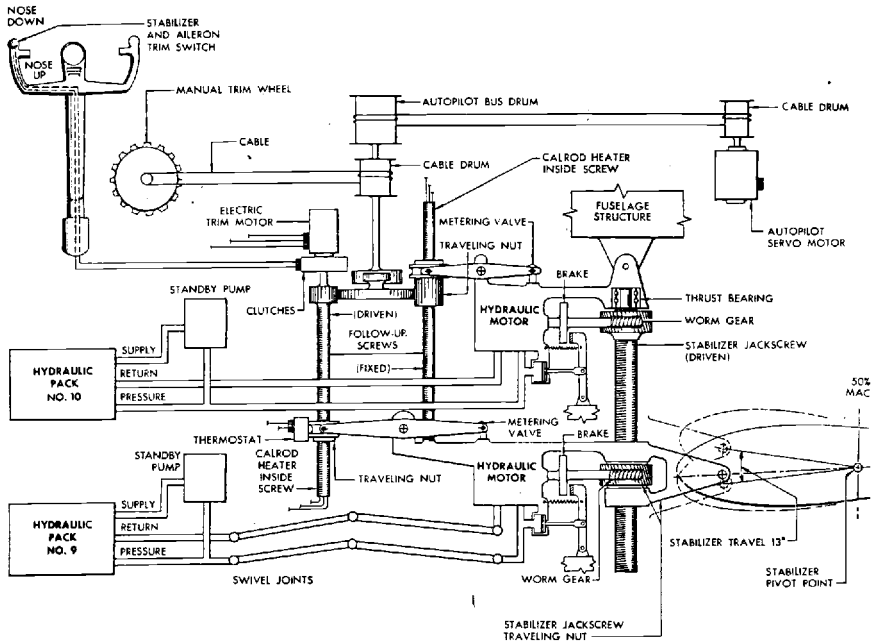 NOSE
DOWN
STABILIZER
AND AILERON
TRIM SWITCH
NOSE
UP
MANUAL TRIM WHEEL
CABLE
AUTOPILOT BUS DRUM
CABLE DRUM
CABLE DRUM
CALROD HEATER
INSIDE SCREW
FUSELAGE
STRUCTURE
AUTOPILOT
SERVO MOTOR
ELECTRIC
TRIM MOTOR
METERING VALVE
TRAVELING NUT
CLUTCHES
STANDBY PUMP
(DRIVEN)
FOLLOW-UP
SCREWS
(FIXED)
HYDRAULIC
MOTOR
BRAKE
THRUST BEARING
WORM GEAR
STABILIZER JACKSCREW
(DRIVEN)
HYDRAULIC
PACK
NO. 10
SUPPLY
RETURN
PRESSURE
50%
MAC
THERMOSTAT
CALROD
HEATER
INSIDE
SCREW
TRAVELING NUT
METERING
VALVE
BRAKE
STANDBY
PUMP
HYDRAULIC
MOTOR
HYDRAULIC
PACK
NO. 9
SUPPLY
RETURN
PRESSURE
SWIVEL JOINTS
WORM GEAR
STABILIZER TRAVEL 13°
STABILIZER
PIVOT POINT
STABILIZER JACKSCREW
TRAVELING NUT